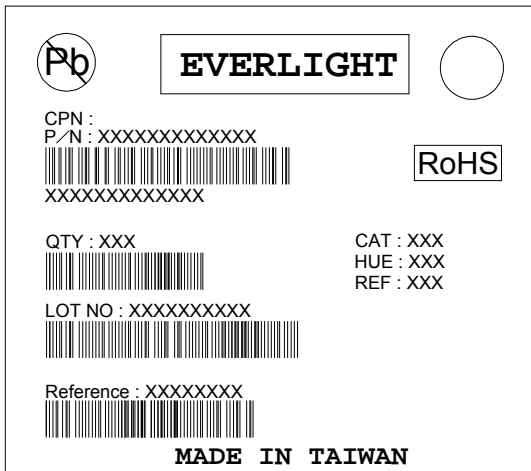 Pb
EVERLIGHT
CPN :
P/N : XXXXXXXXXXXXX
XXXXXXXXXXXXX
RoHS
QTY : XXX
CAT : XXX
HUE : XXX
REF : XXX
LOT NO : XXXXXXXXXX
Reference : XXXXXXXX
MADE IN TAIWAN